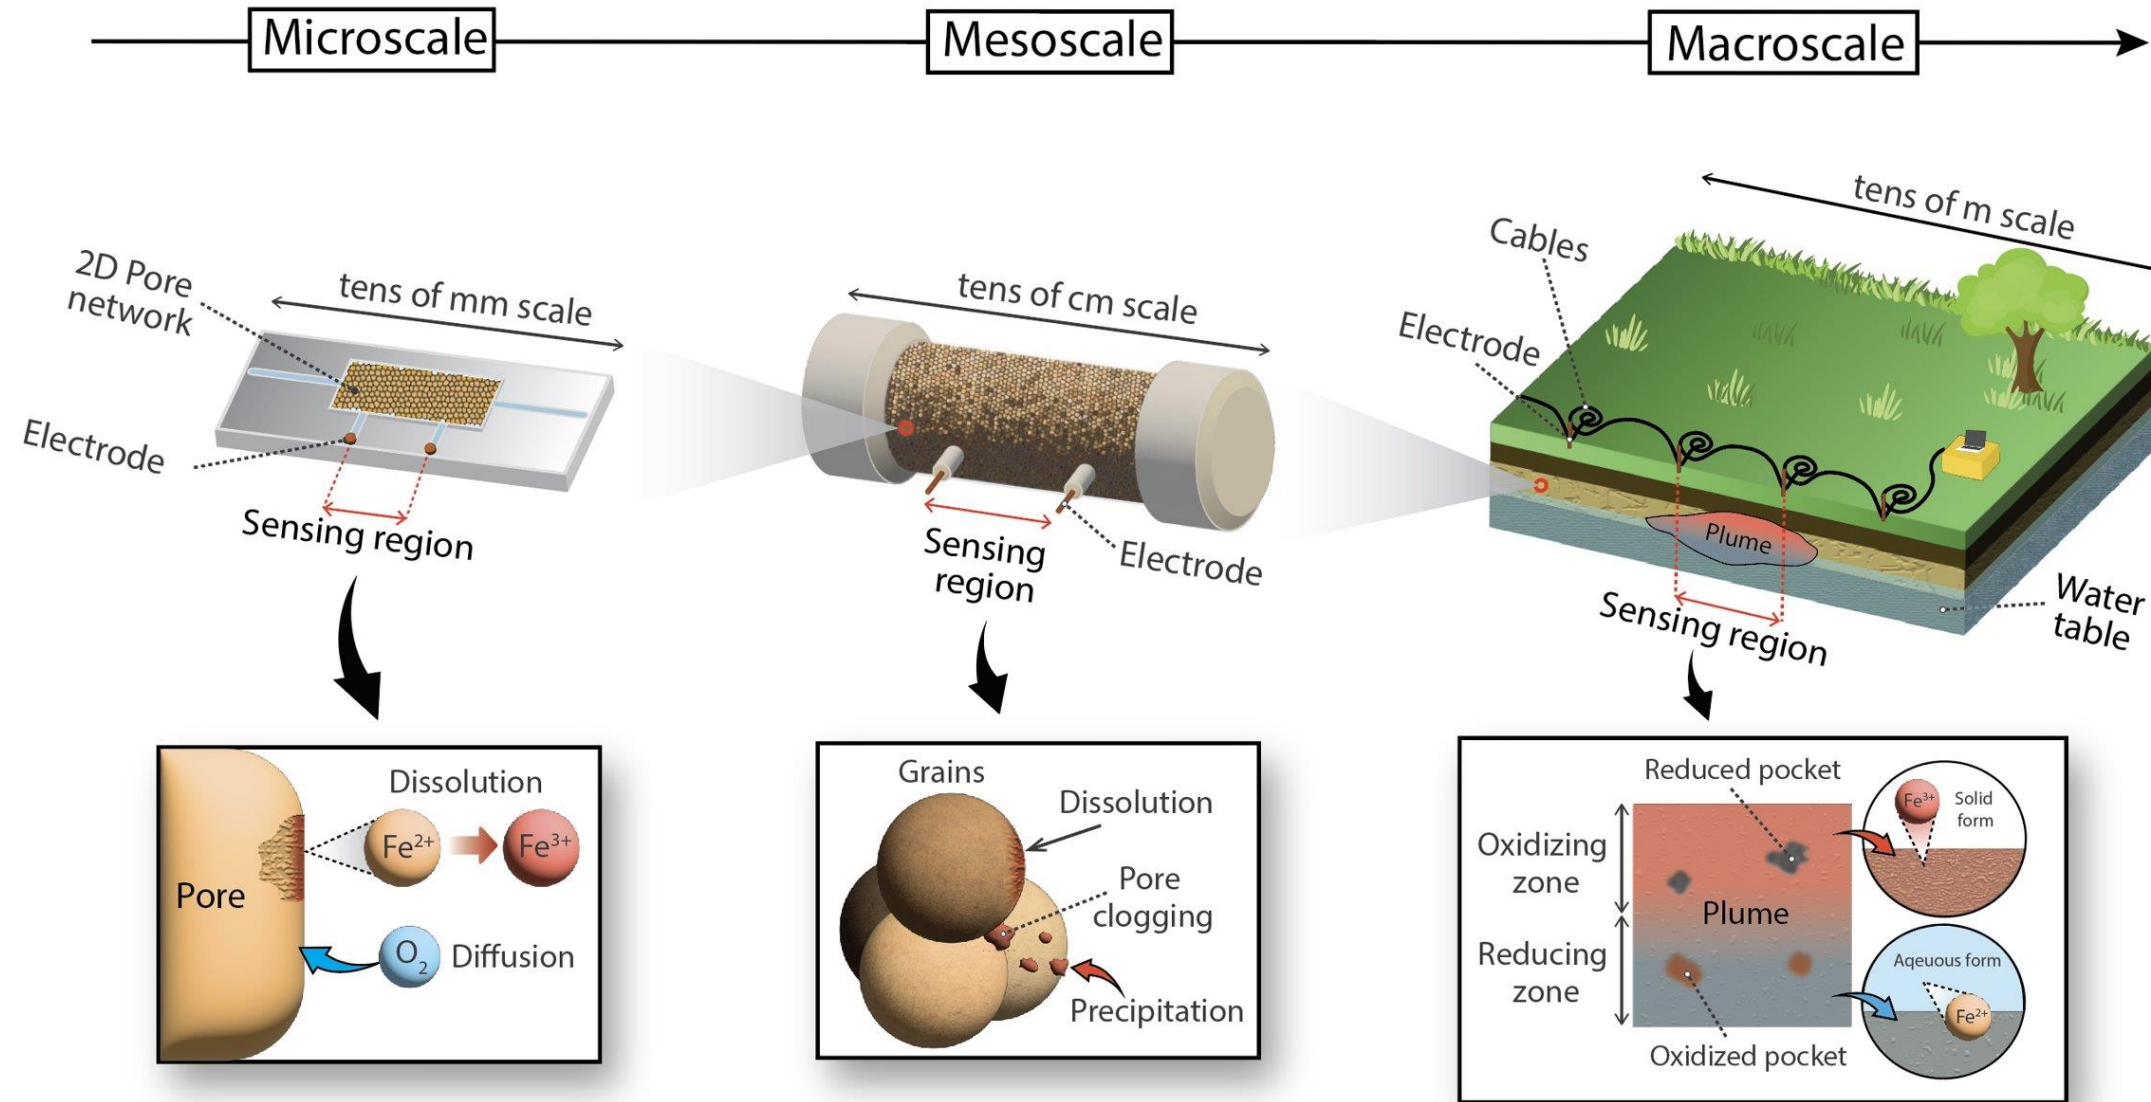 Microscale
Mesoscale
Macroscale
2D Pore
network
tens of mm scale
Electrode
Sensing region
tens of cm scale
Sensing
region
Electrode
tens of m scale
Cables
Electrode
Plume
Sensing region
Water
table
Dissolution
Fe2+
Fe3+
Pore
O2
Diffusion
Grains
Dissolution
Pore
clogging
Precipitation
Reduced pocket
Oxidizing
zone
Plume
Reducing
zone
Oxidized pocket
Fe3+
Solid
form
Aqeuous form
Fe2+